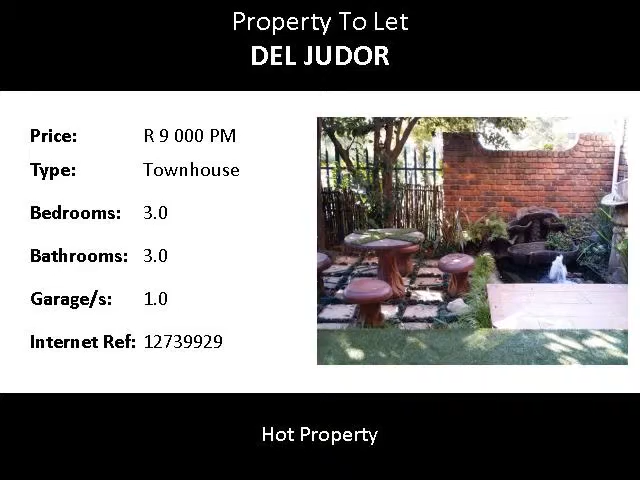 Property To Let
DEL JUDOR
Price: R 9 000 PM
Type: Townhouse
Bedrooms: 3.0
Bathrooms: 3.0
Garage/s: 1.0
Internet Ref: 12739929
Hot Property